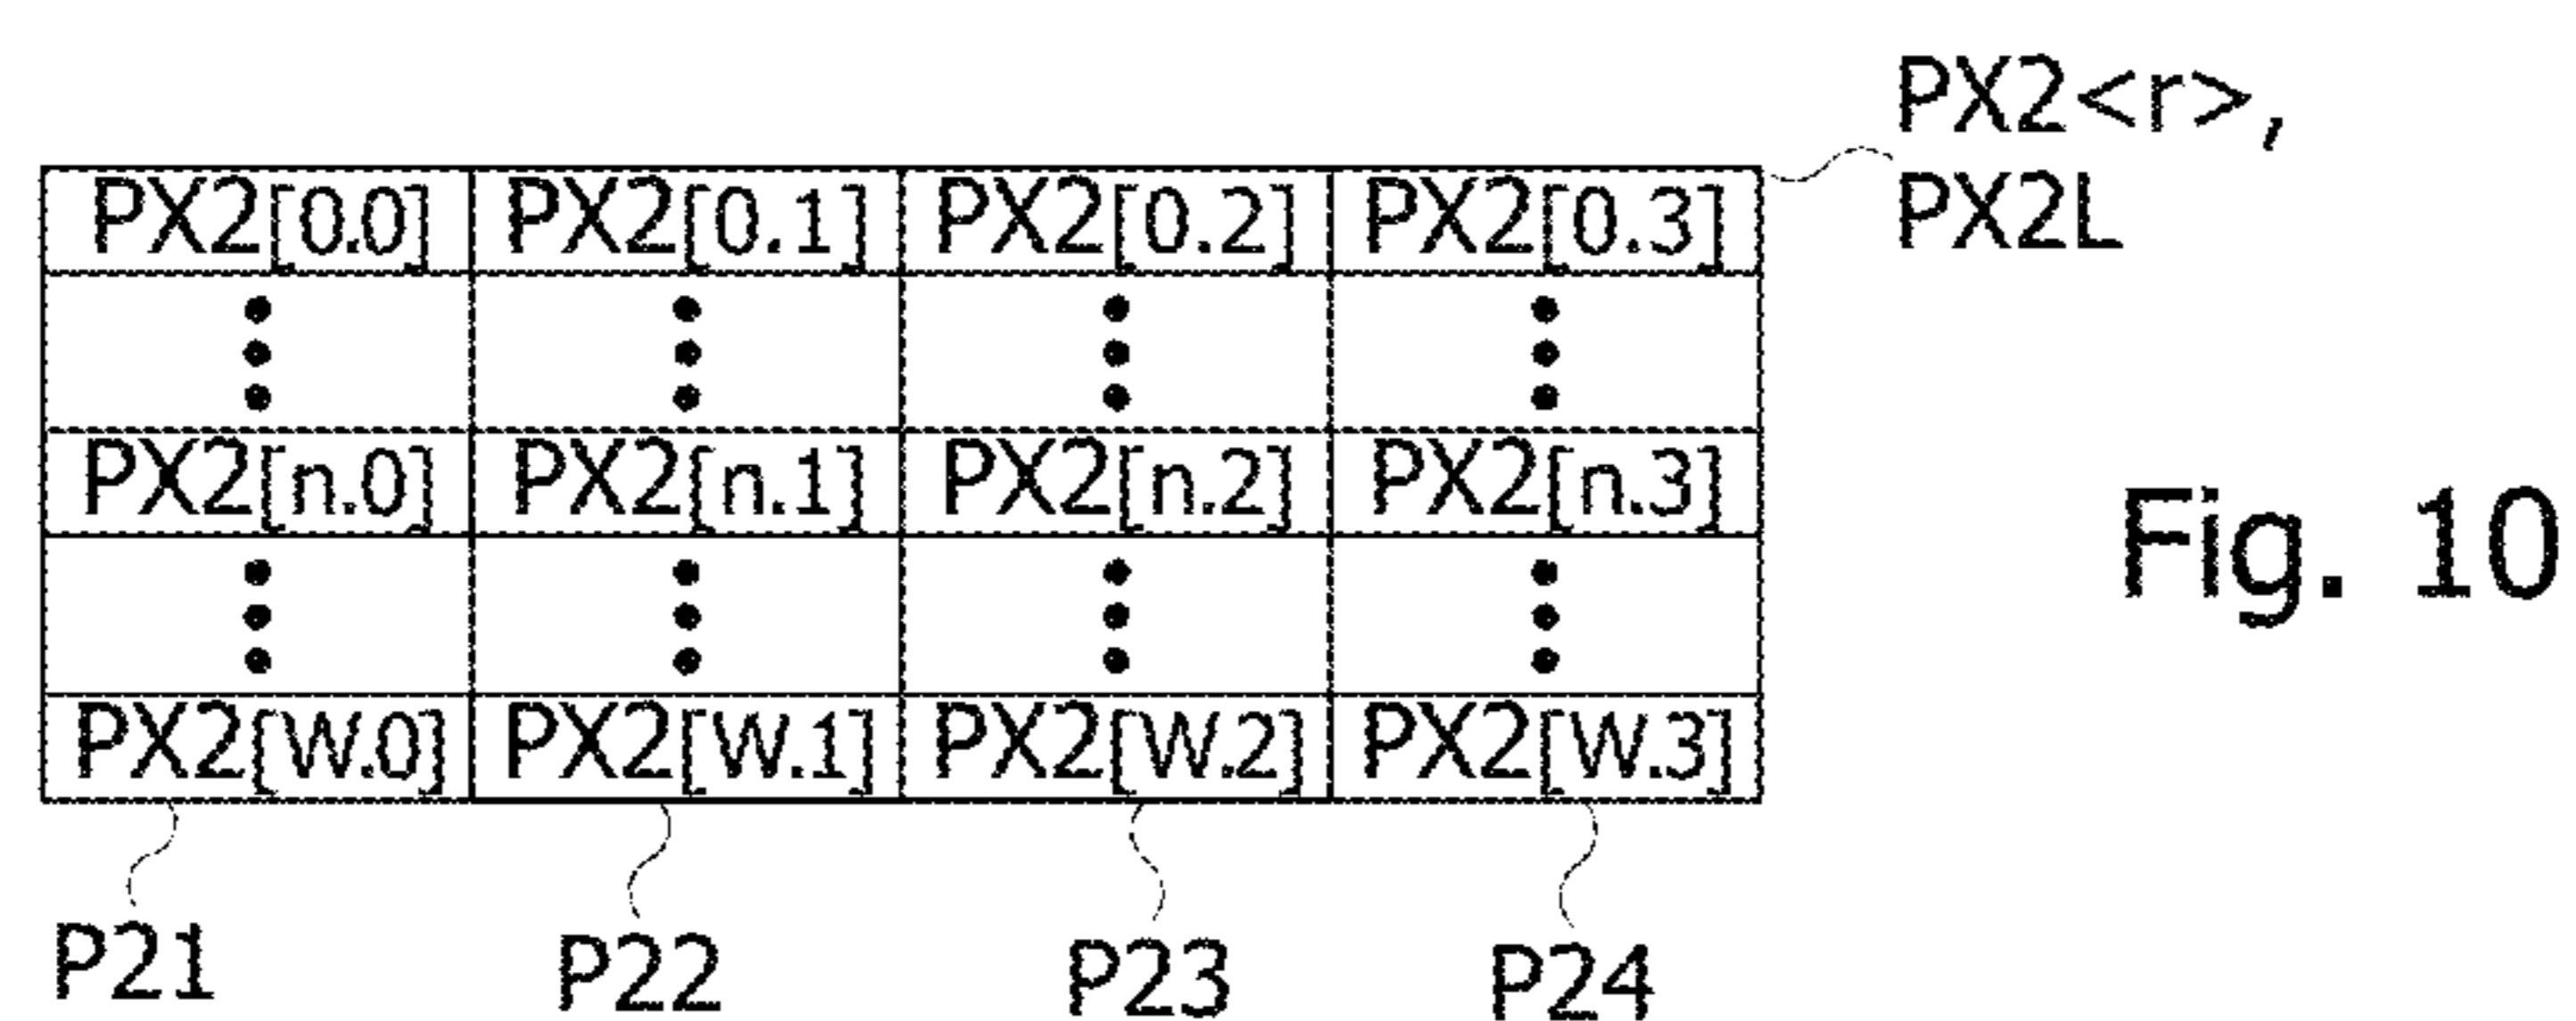 PX2<r>,
PX2L
PX2[0.0] PX2[0.1] PX2[0.2] PX2[0.3]
PX2[n.0] PX2[n.1] PX2[n.2] PX2[n.3]
Fig. 10
PX2[W.0] PX2[W.1] PX2[W.2] PX2[W.3]
P21 P22 P23 P24